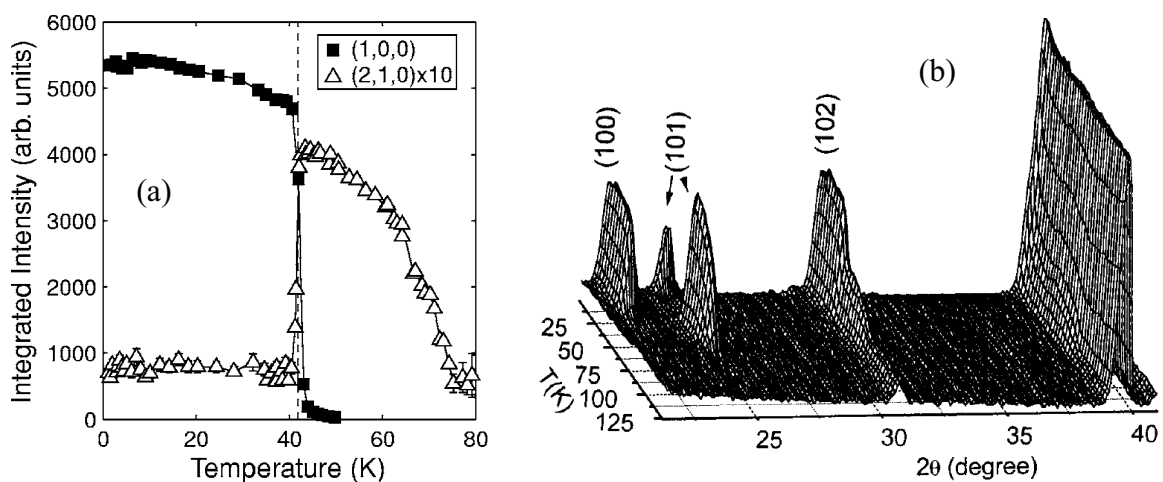 (a)
Integrated Intensity (arb. units)
6000
5000
4000
3000
2000
1000
0
0 20 40 60 80
Temperature (K)
(1,0,0)
(2,1,0)x10
(b)
(100)
(101)
(102)
25
50
75
100
125
T(K)
25 30 35 40
2θ (degree)